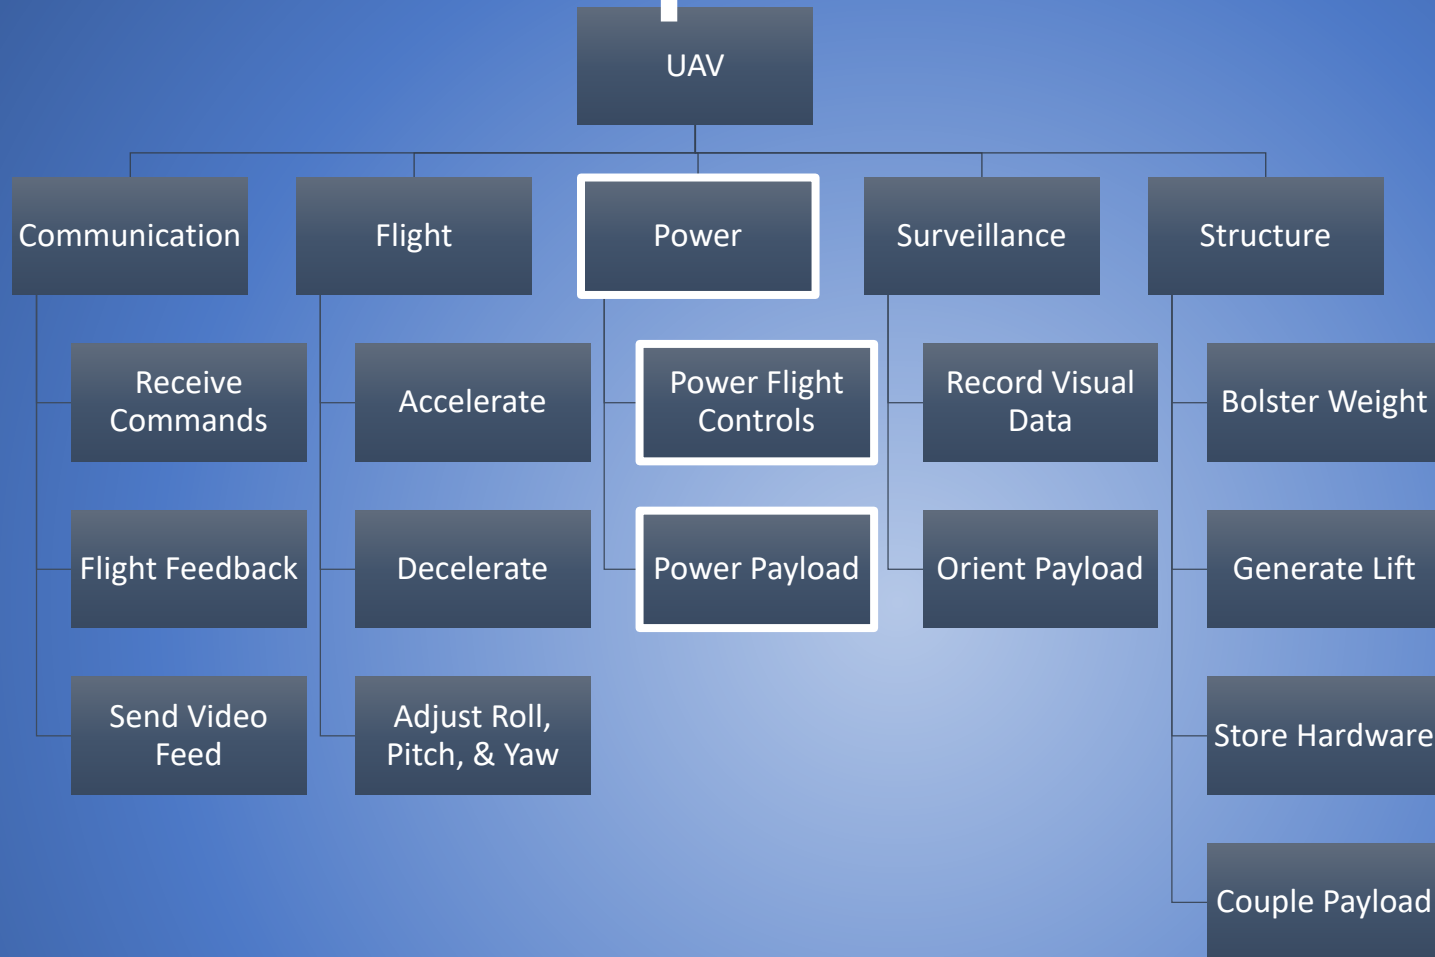 UAV
Communication
Flight
Power
Surveillance
Structure
Receive
Commands
Accelerate
Power Flight
Controls
Record Visual
Data
Bolster Weight
Flight Feedback
Decelerate
Power Payload
Orient Payload
Generate Lift
Send Video
Feed
Adjust Roll,
Pitch, & Yaw
Store Hardware
Couple Payload